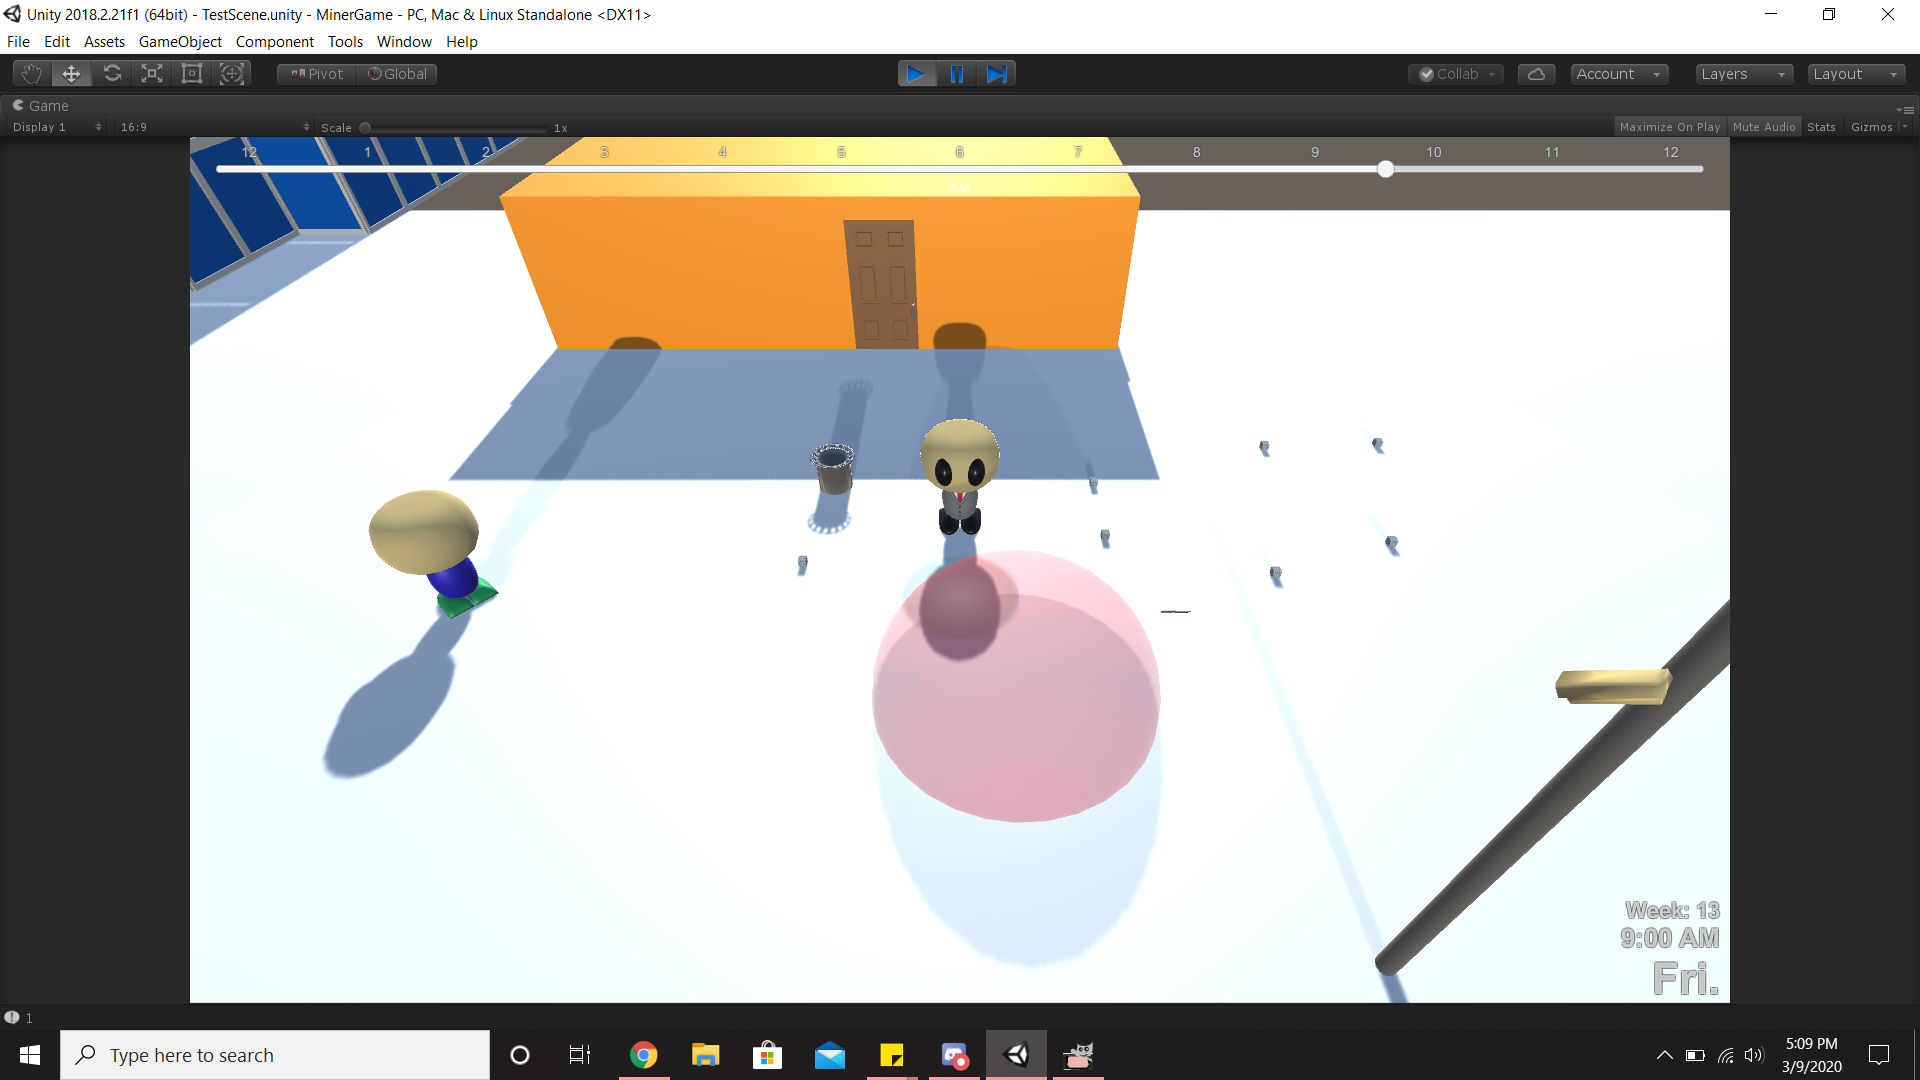 Unity 2018.2.21f1 (64bit) - TestScene.unity - MinerGame - PC, Mac & Linux Standalone <DX11>
File Edit Assets GameObject Component Tools Window Help
Pivot Global Collab Account Layers Layout
Game
Display 1 16:9 Scale 1x Maximize On Play Mute Audio Stats Gizmos
12 1 2 3 4 5 6 7 8 9 10 11 12
AM
Week: 13
9:00 AM
Fri.
1
Type here to search
5:09 PM
3/9/2020